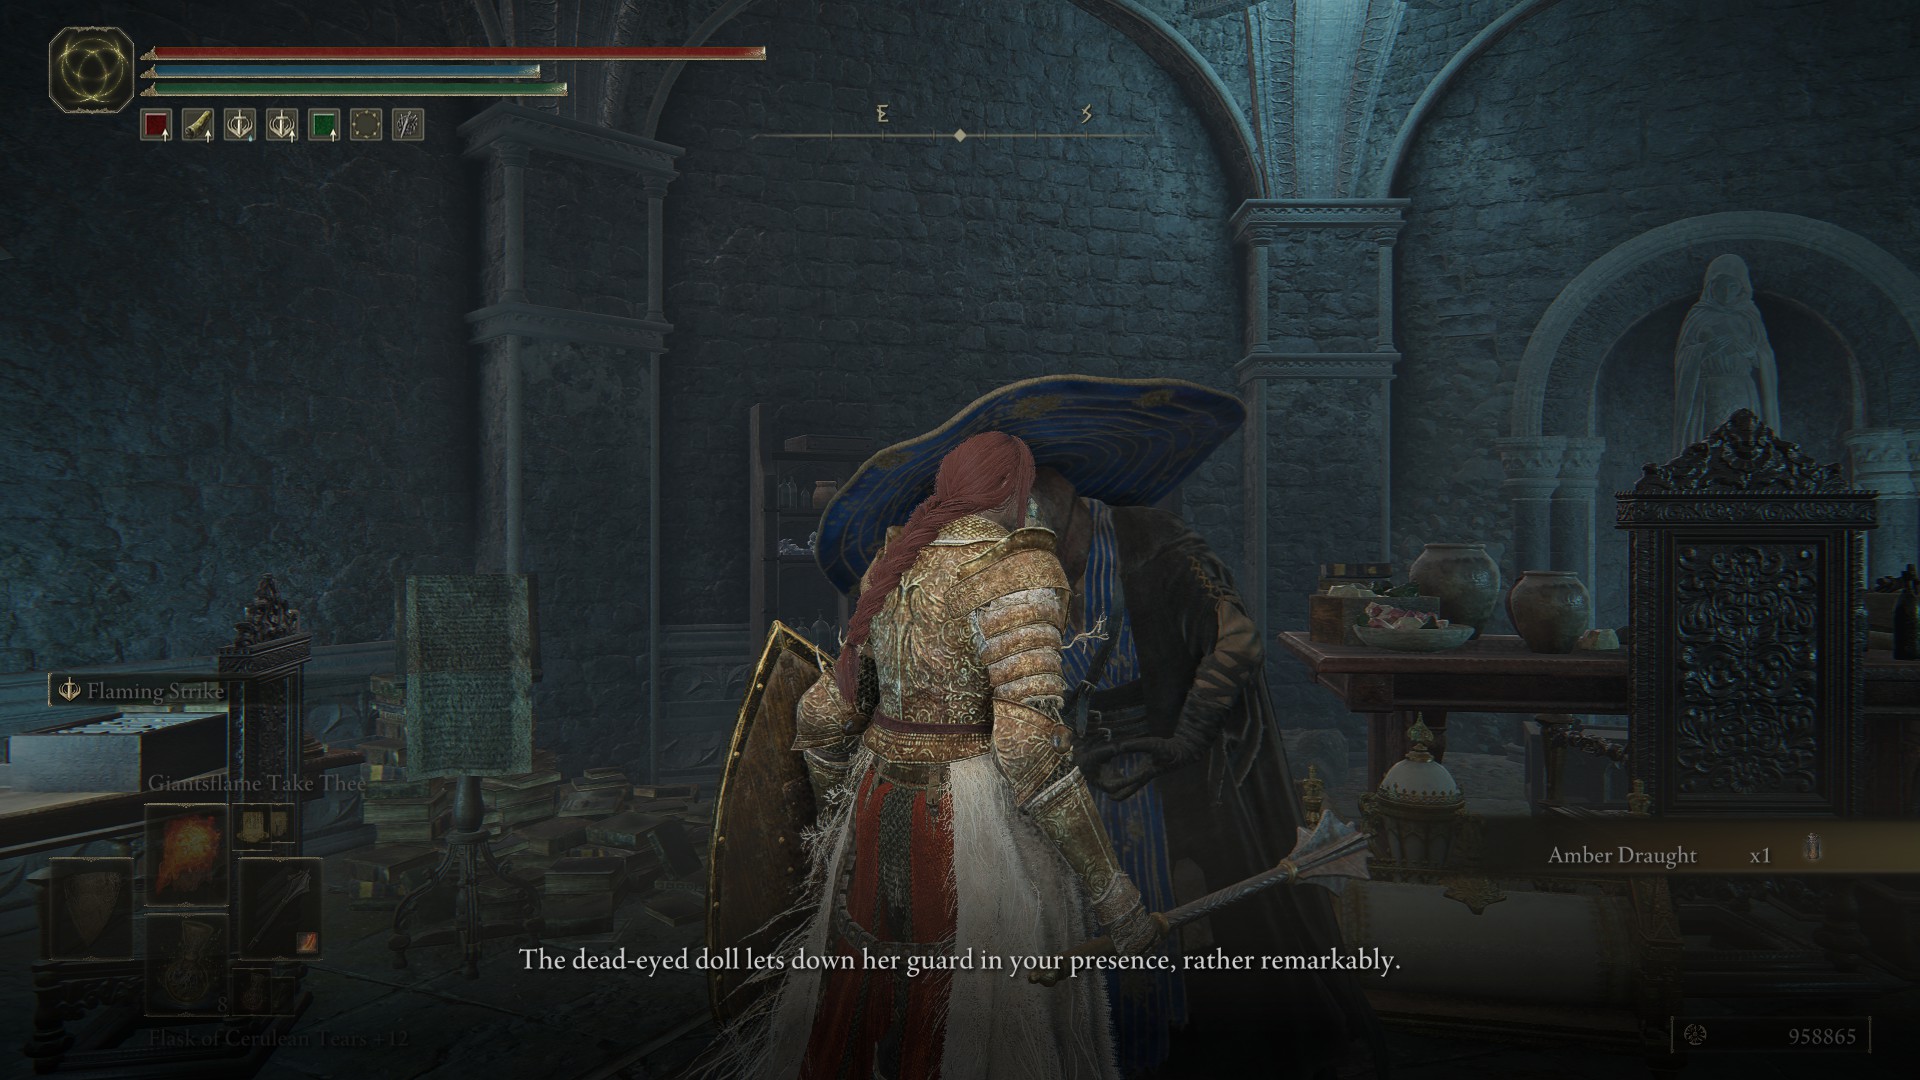 E S
Flaming Strike
Giantsflame Take Thee
Amber Draught x1
The dead-eyed doll lets down her guard in your presence, rather remarkably.
8
Flask of Cerulean Tears +12
958865